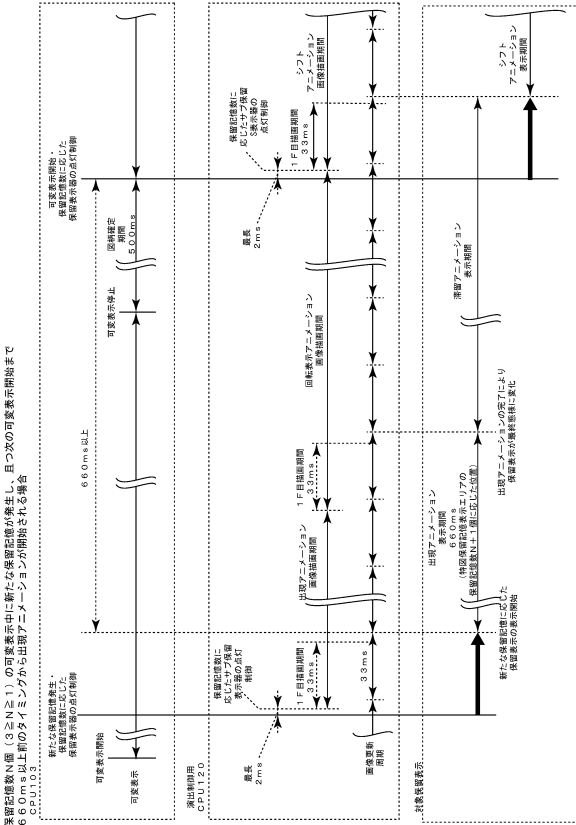 保留記憶数N個（3≧N≧1）の可変表示中に新たな保留記憶が発生し、且つ次の可変表示開始まで
660ms以上前のタイミングから出現アニメーションが開始される場合
CPU103
新たな保留記憶発生・
保留記憶数に応じた
保留表示器の点灯制御
可変表示開始・
保留記憶数に応じた
保留表示器の点灯制御
660ms以上
可変表示開始
可変表示
可変表示停止
図柄確定
期間
500ms
演出制御用
CPU120
保留記憶数に
応じたサブ保留
表示器の点灯
制御
最長
2ms
1F目描画期間
33ms
33ms
画像更新
周期
出現アニメーション
画像描画期間
1F目描画期間
33ms
回転表示アニメーション
画像描画期間
最長
2ms
保留記憶数に
応じたサブ保留
S表示器の
点灯制御
1F目描画期間
33ms
シフト
アニメーション
画像描画期間
対象保留表示
新たな保留記憶に応じた
保留表示の表示開始
出現アニメーション
表示期間
660ms
（特図保留記憶表示エリアの
保留記憶数N+1個に応じた位置）
出現アニメーションの完了により
保留表示が最終態様に変化
滞留アニメーション
表示期間
シフト
アニメーション
表示期間